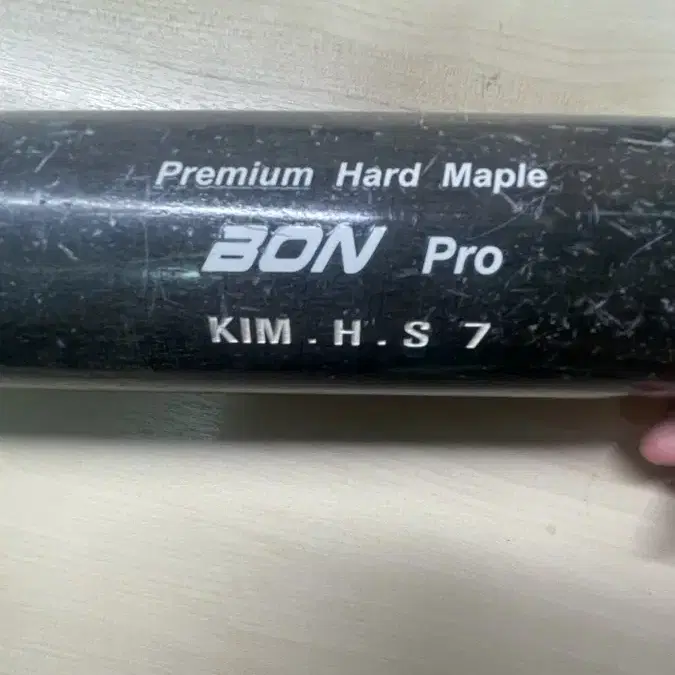 Premium Hard Maple
BON Pro
KIM . H . S 7